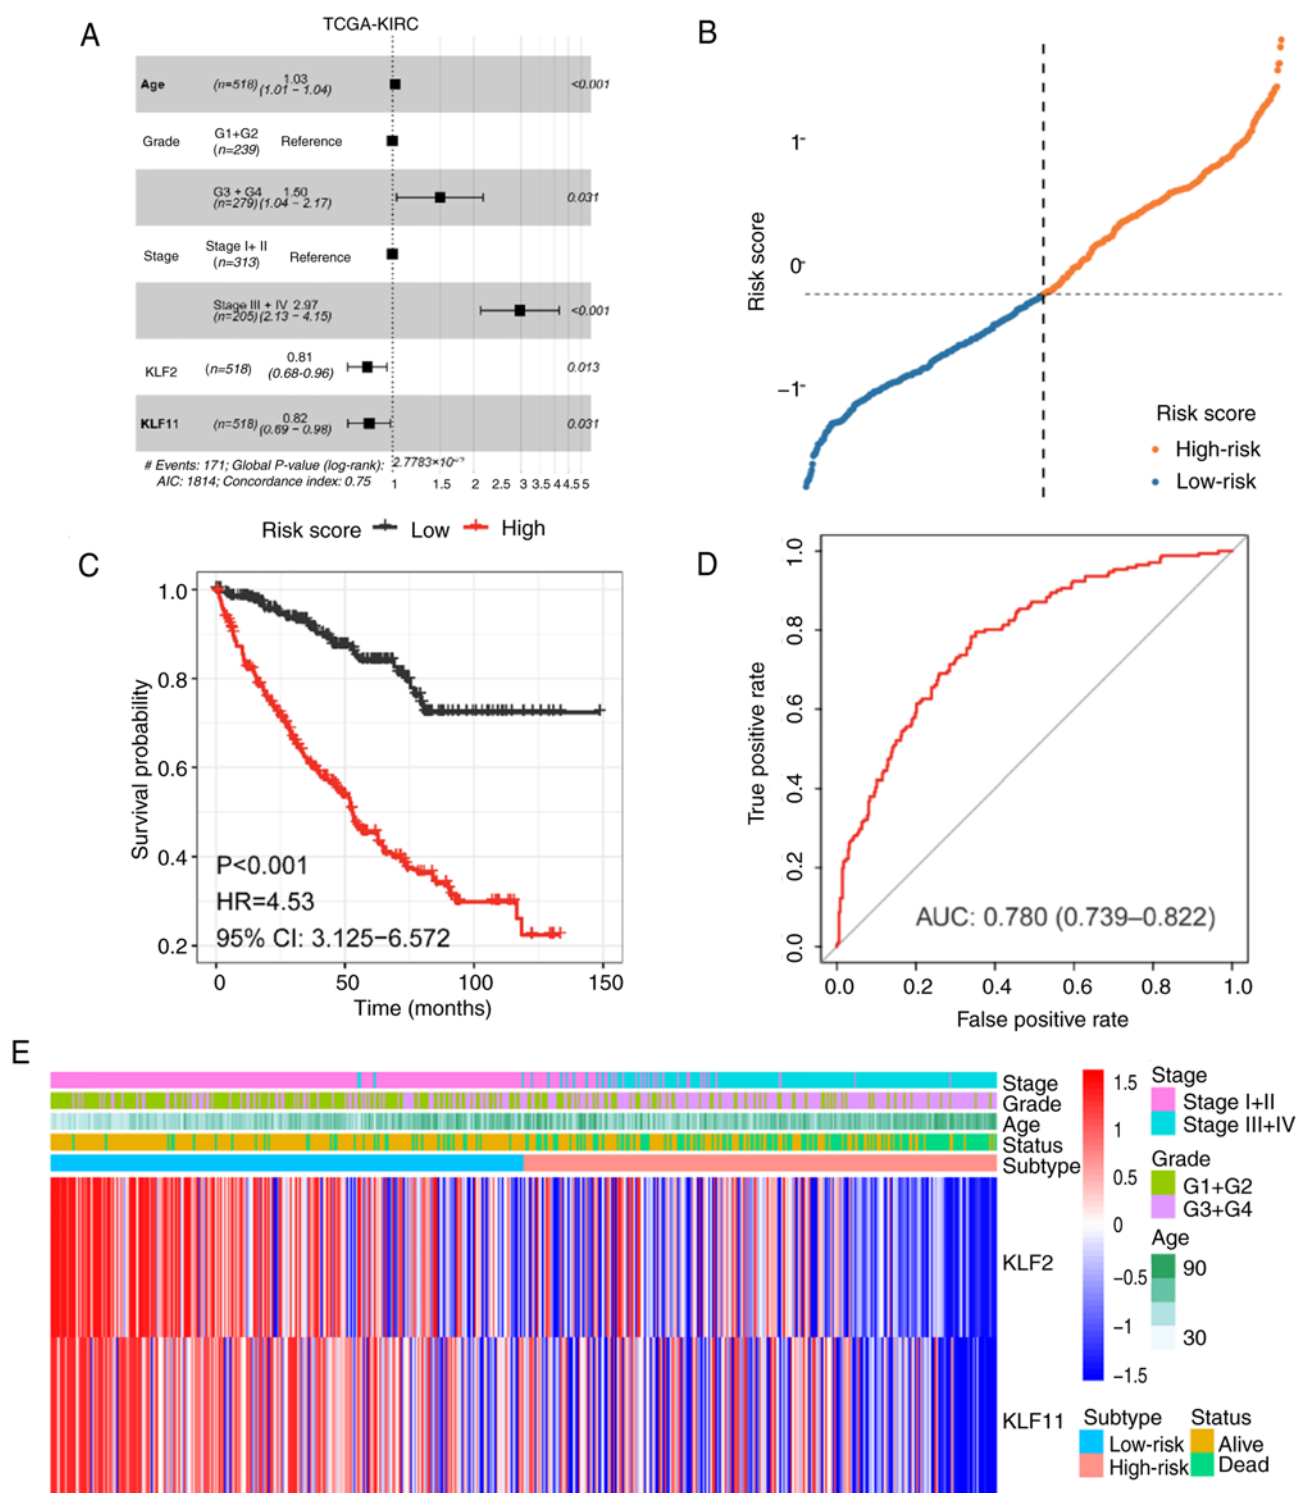 A
TCGA-KIRC
Age (n=518) 1.03 (1.01 – 1.04) <0.001
Grade G1+G2 (n=239) Reference
G3 + G4 (n=279) 1.50 (1.04 – 2.17) 0.031
Stage Stage I+ II (n=313) Reference
Stage III + IV (n=205) 2.97 (2.13 – 4.15) <0.001
KLF2 (n=518) 0.81 (0.68-0.96) 0.013
KLF11 (n=518) 0.82 (0.69 – 0.98) 0.031
# Events: 171; Global P-value (log-rank):
AIC: 1814; Concordance index: 0.75
1 1.5 2 2.5 3 3.5 4 4.5 5
B
Risk score
1
0
−1
Risk score
High-risk
Low-risk
C
Risk score Low High
Survival probability
1.0
0.8
0.6
0.4
0.2
P<0.001
HR=4.53
95% CI: 3.125−6.572
0 50 100 150
Time (months)
D
True positive rate
1.0
0.8
0.6
0.4
0.2
0.0
AUC: 0.780 (0.739–0.822)
0.0 0.2 0.4 0.6 0.8 1.0
False positive rate
E
Stage
Grade
Age
Status
Subtype
KLF2
KLF11
1.5
1
0.5
0
−0.5
−1
−1.5
Stage
Stage I+II
Stage III+IV
Grade
G1+G2
G3+G4
Age
90
30
Subtype
Low-risk
High-risk
Status
Alive
Dead